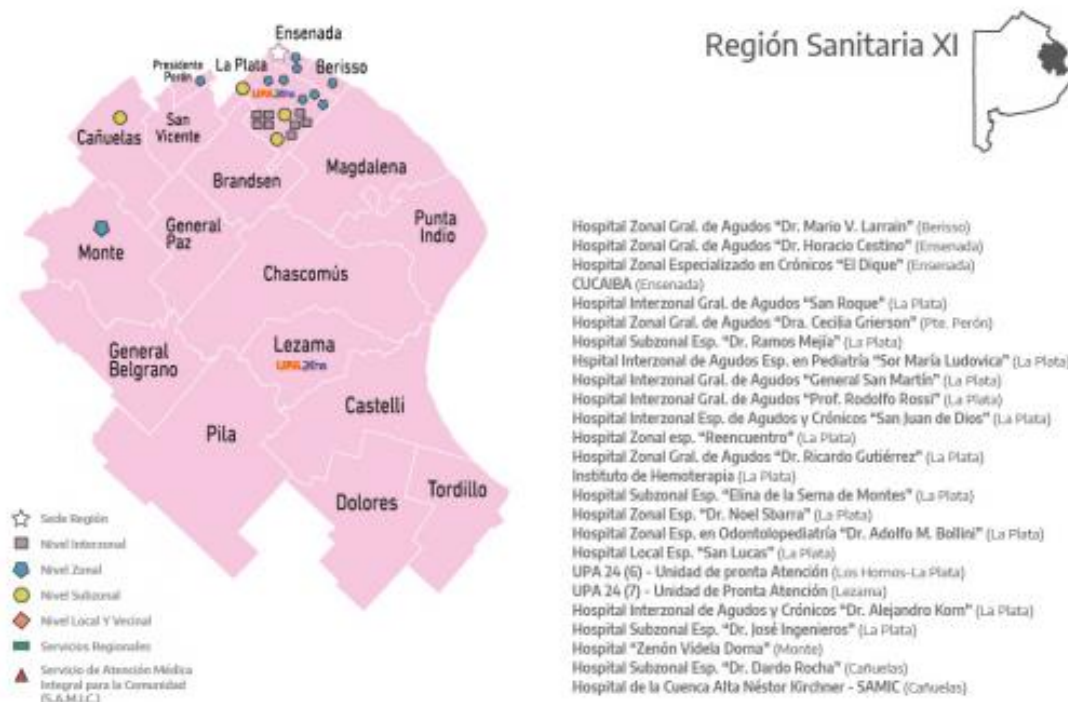 Región Sanitaria XI
Ensenada
Presidente
Perón
La Plata
Berisso
UPA24hs
Cañuelas
San
Vicente
Brandsen
Magdalena
General
Paz
Punta
Indio
Monte
Chascomús
General
Belgrano
Lezama
UPA24hs
Castelli
Pila
Dolores
Tordillo
Sede Región
Nivel Interzonal
Nivel Zonal
Nivel Subzonal
Nivel Local Y Vecinal
Servicios Regionales
Servicio de Atención Médica
Integral para la Comunidad
(S.A.M.I.C.)
Hospital Zonal Gral. de Agudos "Dr. Mario V. Larrain" (Berisso)
Hospital Zonal Gral. de Agudos "Dr. Horacio Cestino" (Ensenada)
Hospital Zonal Especializado en Crónicos "El Dique" (Ensenada)
CUCAIBA (Ensenada)
Hospital Interzonal Gral. de Agudos "San Roque" (La Plata)
Hospital Zonal Gral. de Agudos "Dra. Cecilia Grierson" (Pte. Perón)
Hospital Subzonal Esp. "Dr. Ramos Mejía" (La Plata)
Hspital Interzonal de Agudos Esp. en Pediatría "Sor María Ludovica" (La Plata)
Hospital Interzonal Gral. de Agudos "General San Martín" (La Plata)
Hospital Interzonal Gral. de Agudos "Prof. Rodolfo Rossi" (La Plata)
Hospital Interzonal Esp. de Agudos y Crónicos "San Juan de Dios" (La Plata)
Hospital Zonal esp. "Reencuentro" (La Plata)
Hospital Zonal Gral. de Agudos "Dr. Ricardo Gutiérrez" (La Plata)
Instituto de Hemoterapia (La Plata)
Hospital Subzonal Esp. "Elina de la Serna de Montes" (La Plata)
Hospital Zonal Esp. "Dr. Noel Sbarra" (La Plata)
Hospital Zonal Esp. en Odontolopediatría "Dr. Adolfo M. Bollini" (La Plata)
Hospital Local Esp. "San Lucas" (La Plata)
UPA 24 (6) - Unidad de pronta Atención (Los Hornos-La Plata)
UPA 24 (7) - Unidad de Pronta Atención (Lezama)
Hospital Interzonal de Agudos y Crónicos "Dr. Alejandro Korn" (La Plata)
Hospital Subzonal Esp. "Dr. José Ingenieros" (La Plata)
Hospital "Zenón Videla Dorna" (Monte)
Hospital Subzonal Esp. "Dr. Dardo Rocha" (Cañuelas)
Hospital de la Cuenca Alta Néstor Kirchner - SAMIC (Cañuelas)